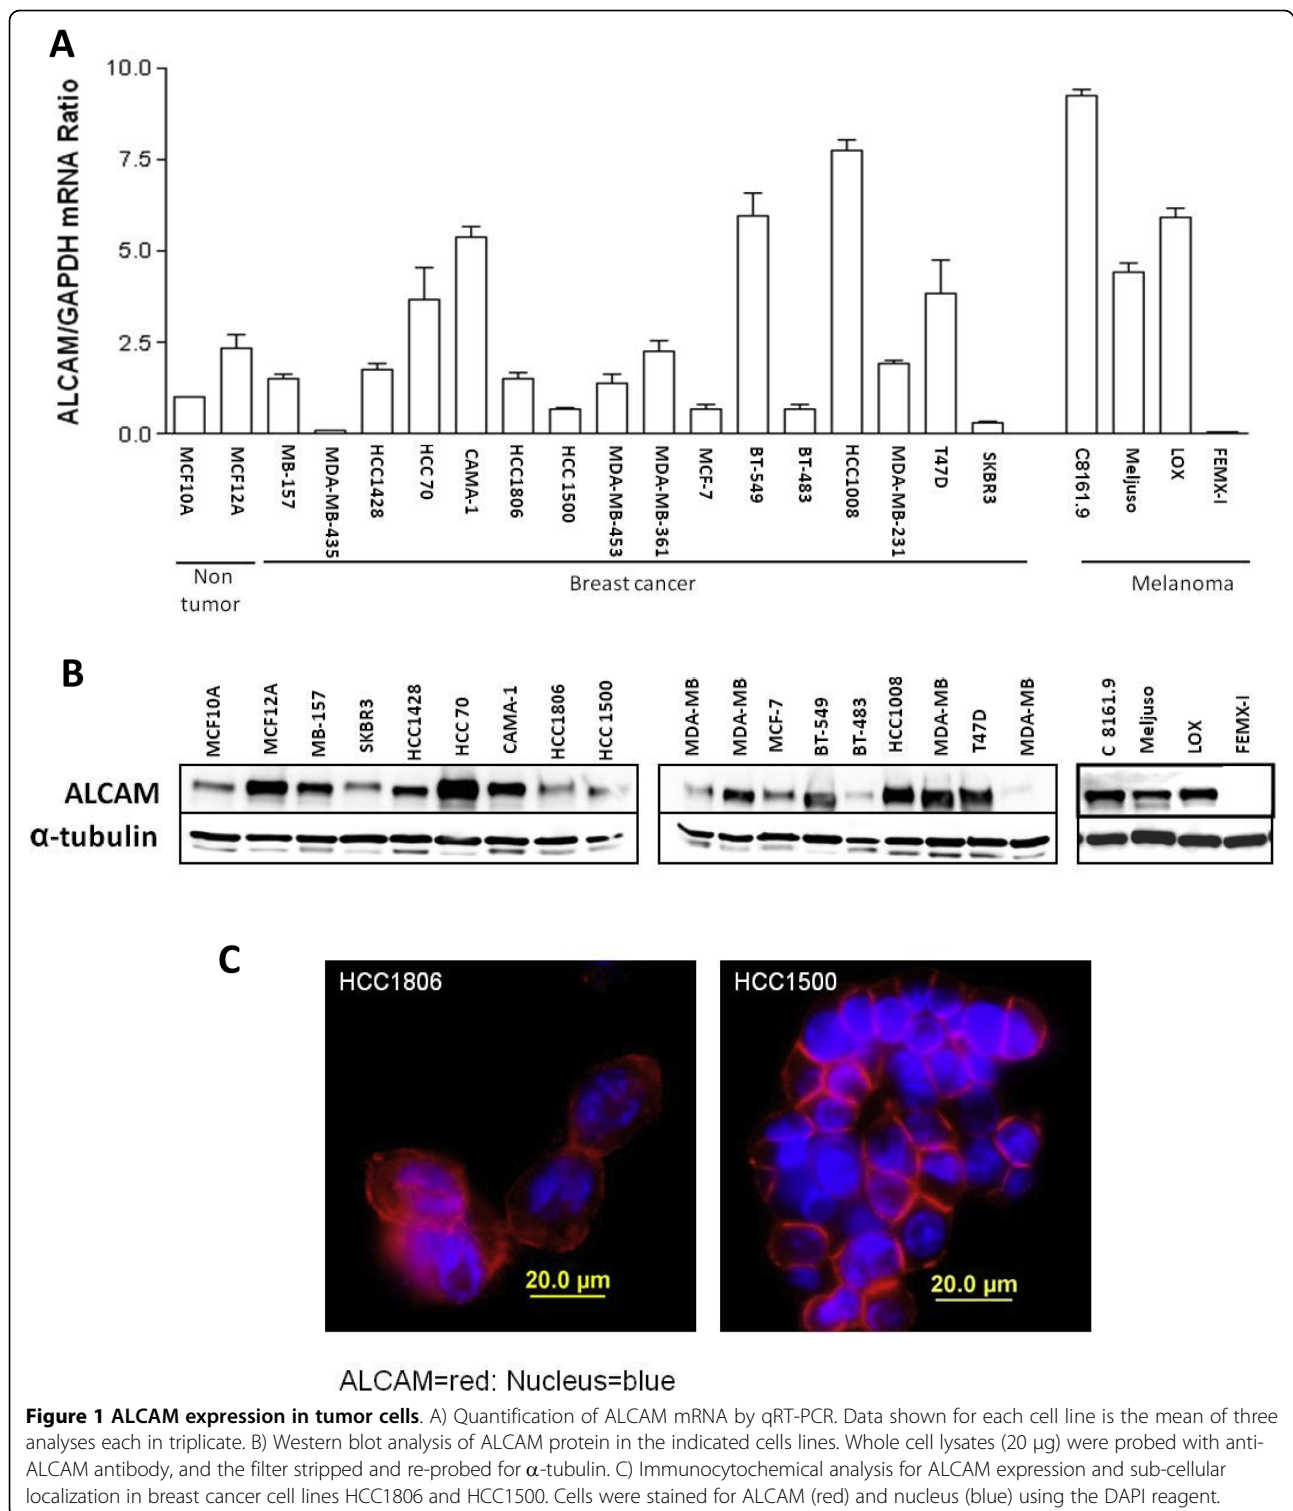 A
ALCAM/GAPDH mRNA Ratio
10.0
7.5
5.0
2.5
0.0
MCF10A
MCF12A
MB-157
MDA-MB-435
HCC1428
HCC 70
CAMA-1
HCC1806
HCC 1500
MDA-MB-453
MDA-MB-361
MCF-7
BT-549
BT-483
HCC1008
MDA-MB-231
T47D
SKBR3
C8161.9
Meljuso
LOX
FEMX-I
Non
tumor
Breast cancer
Melanoma
B
MCF10A
MCF12A
MB-157
SKBR3
HCC1428
HCC 70
CAMA-1
HCC1806
HCC 1500
MDA-MB
MDA-MB
MCF-7
BT-549
BT-483
HCC1008
MDA-MB
T47D
MDA-MB
C 8161.9
Meljuso
LOX
FEMX-I
ALCAM
α-tubulin
C
HCC1806
20.0 µm
HCC1500
20.0 µm
ALCAM=red: Nucleus=blue
Figure 1 ALCAM expression in tumor cells. A) Quantification of ALCAM mRNA by qRT-PCR. Data shown for each cell line is the mean of three
analyses each in triplicate. B) Western blot analysis of ALCAM protein in the indicated cells lines. Whole cell lysates (20 µg) were probed with anti-
ALCAM antibody, and the filter stripped and re-probed for α-tubulin. C) Immunocytochemical analysis for ALCAM expression and sub-cellular
localization in breast cancer cell lines HCC1806 and HCC1500. Cells were stained for ALCAM (red) and nucleus (blue) using the DAPI reagent.